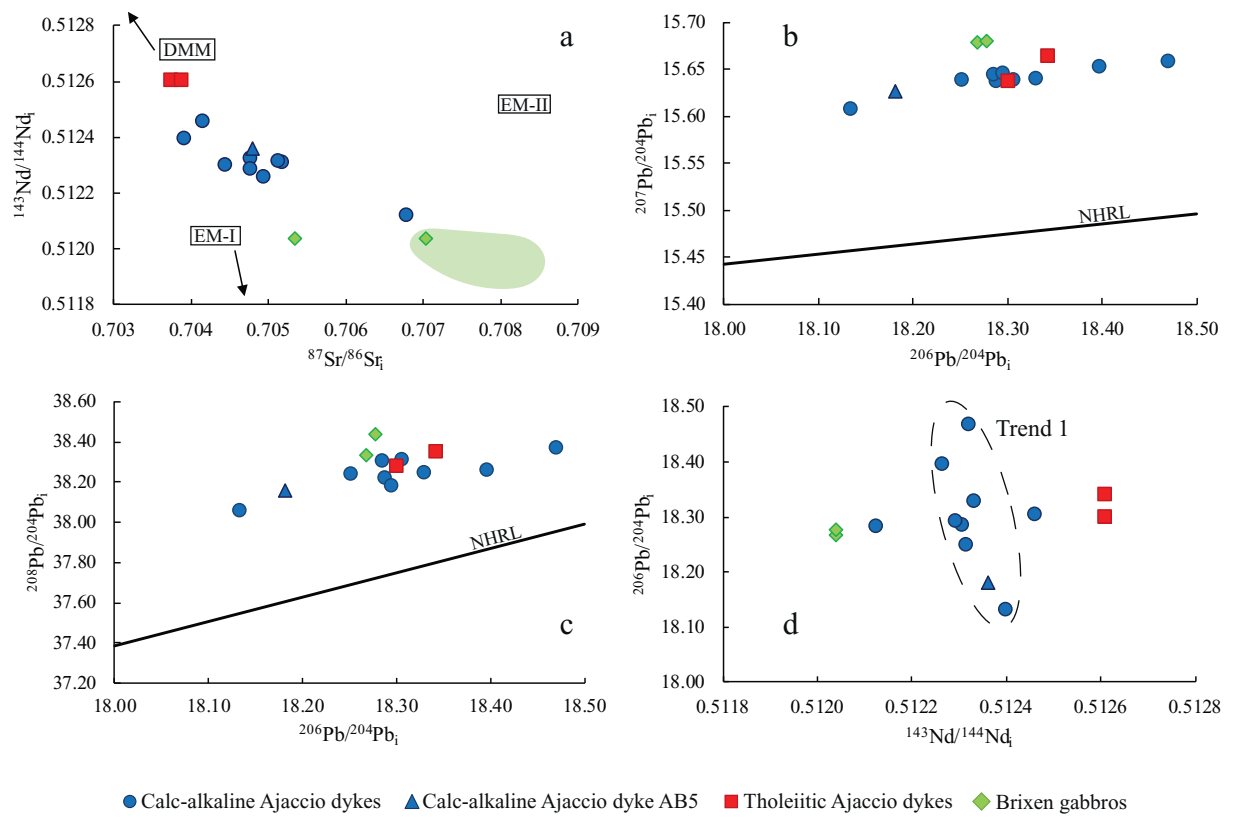 0.5128
0.5126
0.5124
0.5122
0.5120
0.5118
¹⁴³Nd/¹⁴⁴Ndᵢ
a
DMM
EM-II
EM-I
0.703 0.704 0.705 0.706 0.707 0.708 0.709
⁸⁷Sr/⁸⁶Srᵢ
15.70
15.65
15.60
15.55
15.50
15.45
15.40
²⁰⁷Pb/²⁰⁴Pbᵢ
b
NHRL
18.00 18.10 18.20 18.30 18.40 18.50
²⁰⁶Pb/²⁰⁴Pbᵢ
38.60
38.40
38.20
38.00
37.80
37.60
37.40
37.20
²⁰⁸Pb/²⁰⁴Pbᵢ
NHRL
c
18.00 18.10 18.20 18.30 18.40 18.50
²⁰⁶Pb/²⁰⁴Pbᵢ
18.50
18.40
18.30
18.20
18.10
18.00
²⁰⁶Pb/²⁰⁴Pbᵢ
Trend 1
d
0.5118 0.5120 0.5122 0.5124 0.5126 0.5128
¹⁴³Nd/¹⁴⁴Ndᵢ
Calc-alkaline Ajaccio dykes Calc-alkaline Ajaccio dyke AB5 Tholeiitic Ajaccio dykes Brixen gabbros